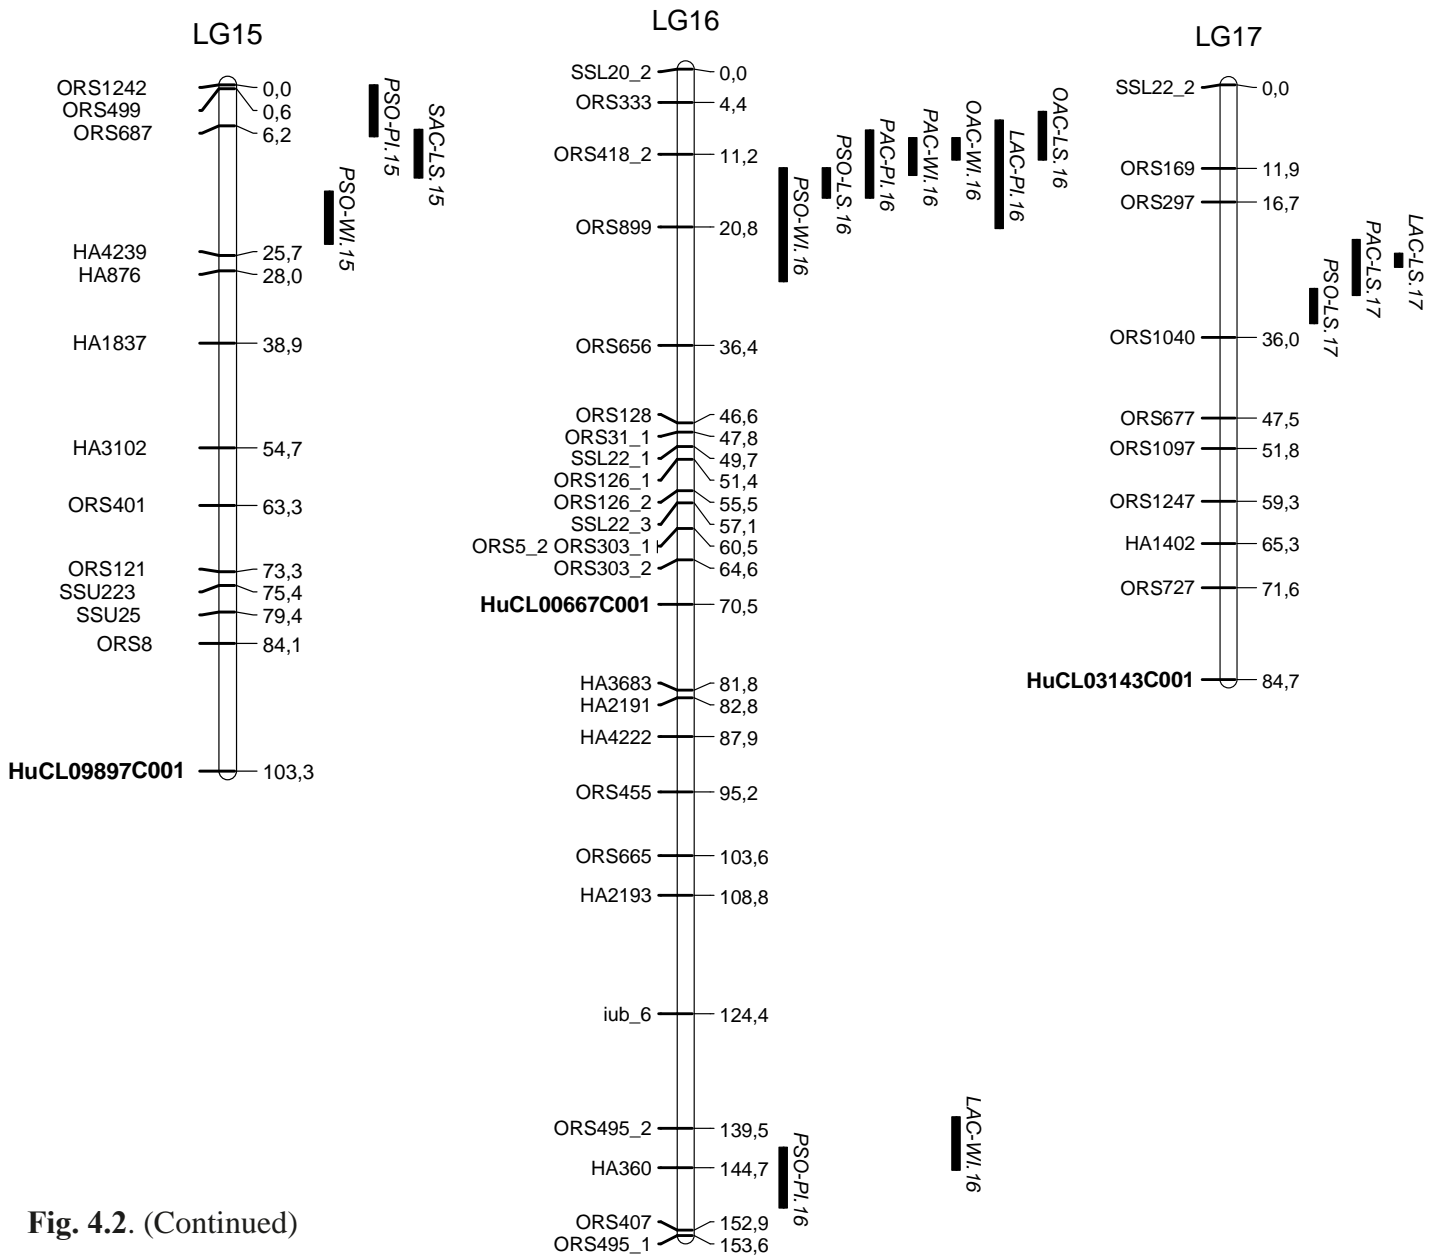 LG15
ORS1242 0,0
ORS499 0,6
ORS687 6,2
HA4239 25,7
HA876 28,0
HA1837 38,9
HA3102 54,7
ORS401 63,3
ORS121 73,3
SSU223 75,4
SSU25 79,4
ORS8 84,1
HuCL09897C001 103,3
PSO-WI.15
PSO-PI.15
SAC-LS.15
LG16
SSL20_2 0,0
ORS333 4,4
ORS418_2 11,2
ORS899 20,8
ORS656 36,4
ORS128 46,6
ORS31_1 47,8
SSL22_1 49,7
ORS126_1 51,4
ORS126_2 55,5
SSL22_3 57,1
ORS5_2 ORS303_1 60,5
ORS303_2 64,6
HuCL00667C001 70,5
HA3683 81,8
HA2191 82,8
HA4222 87,9
ORS455 95,2
ORS665 103,6
HA2193 108,8
iub_6 124,4
ORS495_2 139,5
HA360 144,7
ORS407 152,9
ORS495_1 153,6
PSO-WI.16
PSO-LS.16
PAC-PI.16
PAC-WI.16
OAC-WI.16
LAC-PI.16
OAC-LS.16
PSO-PI.16
LAC-WI.16
LG17
SSL22_2 0,0
ORS169 11,9
ORS297 16,7
ORS1040 36,0
ORS677 47,5
ORS1097 51,8
ORS1247 59,3
HA1402 65,3
ORS727 71,6
HuCL03143C001 84,7
PSO-LS.17
PAC-LS.17
LAC-LS.17
Fig. 4.2. (Continued)